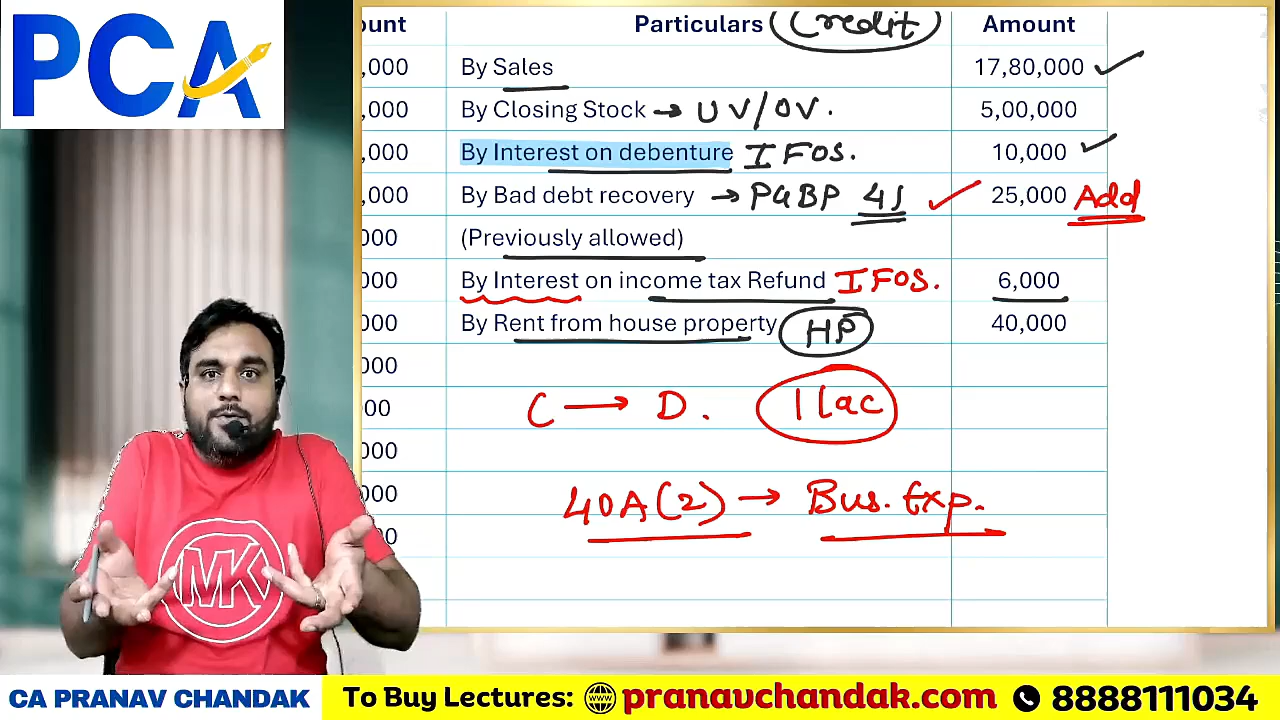 PCA
ount Particulars Credit Amount
,000 By Sales 17,80,000
,000 By Closing Stock → UV/OV. 5,00,000
,000 By Interest on debenture IFOS. 10,000
,000 By Bad debt recovery → PGBP 41 25,000 Add
000 (Previously allowed)
000 By Interest on income tax Refund IFOS. 6,000
000 By Rent from house property HP 40,000
000
00 C → D. 1 lac
000
000 40A(2) → Bus. Exp.
00
MK
CA PRANAV CHANDAK To Buy Lectures: pranavchandak.com 8888111034